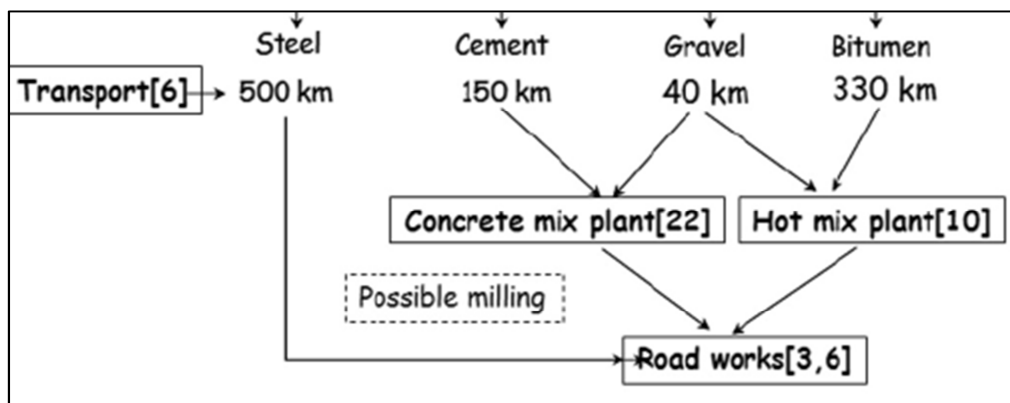 Steel Cement Gravel Bitumen
Transport[6] 500 km 150 km 40 km 330 km
Concrete mix plant[22] Hot mix plant[10]
Possible milling
Road works[3,6]